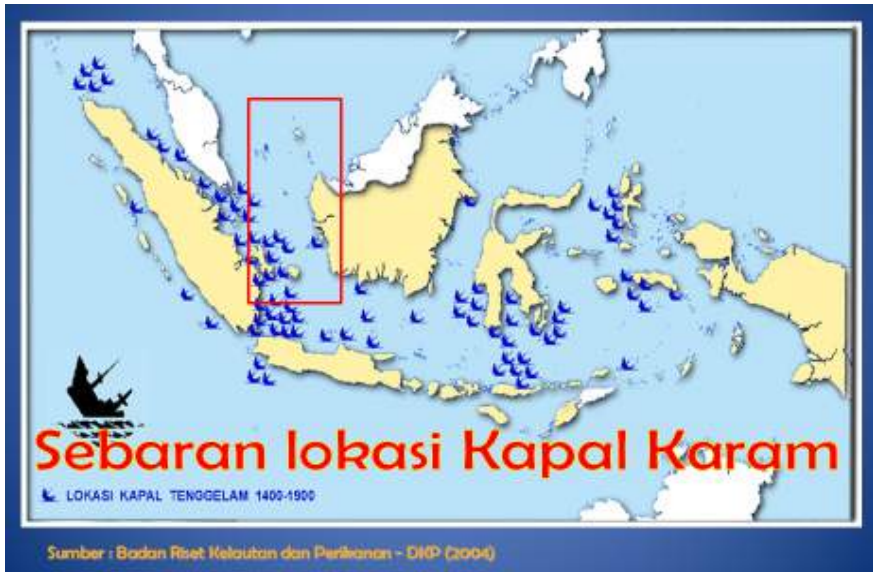 Sebaran lokasi Kapal Karam
LOKASI KAPAL TENGGELAM 1400-1900
Sumber : Badan Riset Kelautan dan Perikanan - DKP (2004)